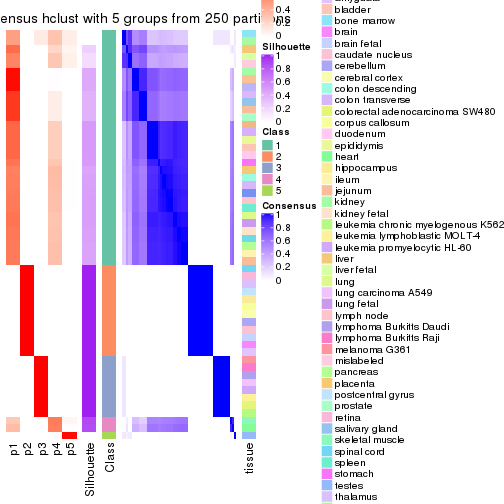 ensus hclust with 5 groups from 250 parti ns
0.4
0.2
0
Silhouette
1
0.8
0.6
0.4
0.2
0
Class
1
2
3
4
5
Consensus
1
0.8
0.6
0.4
0.2
0
p1
p2
p3
p4
p5
Silhouette
Class
tissue
bladder
bone marrow
brain
brain fetal
caudate nucleus
cerebellum
cerebral cortex
colon descending
colon transverse
colorectal adenocarcinoma SW480
corpus callosum
duodenum
epididymis
heart
hippocampus
ileum
jejunum
kidney
kidney fetal
leukemia chronic myelogenous K562
leukemia lymphoblastic MOLT-4
leukemia promyelocytic HL-60
liver
liver fetal
lung
lung carcinoma A549
lung fetal
lymph node
lymphoma Burkitts Daudi
lymphoma Burkitts Raji
melanoma G361
mislabeled
pancreas
placenta
postcentral gyrus
prostate
retina
salivary gland
skeletal muscle
spinal cord
spleen
stomach
testes
thalamus